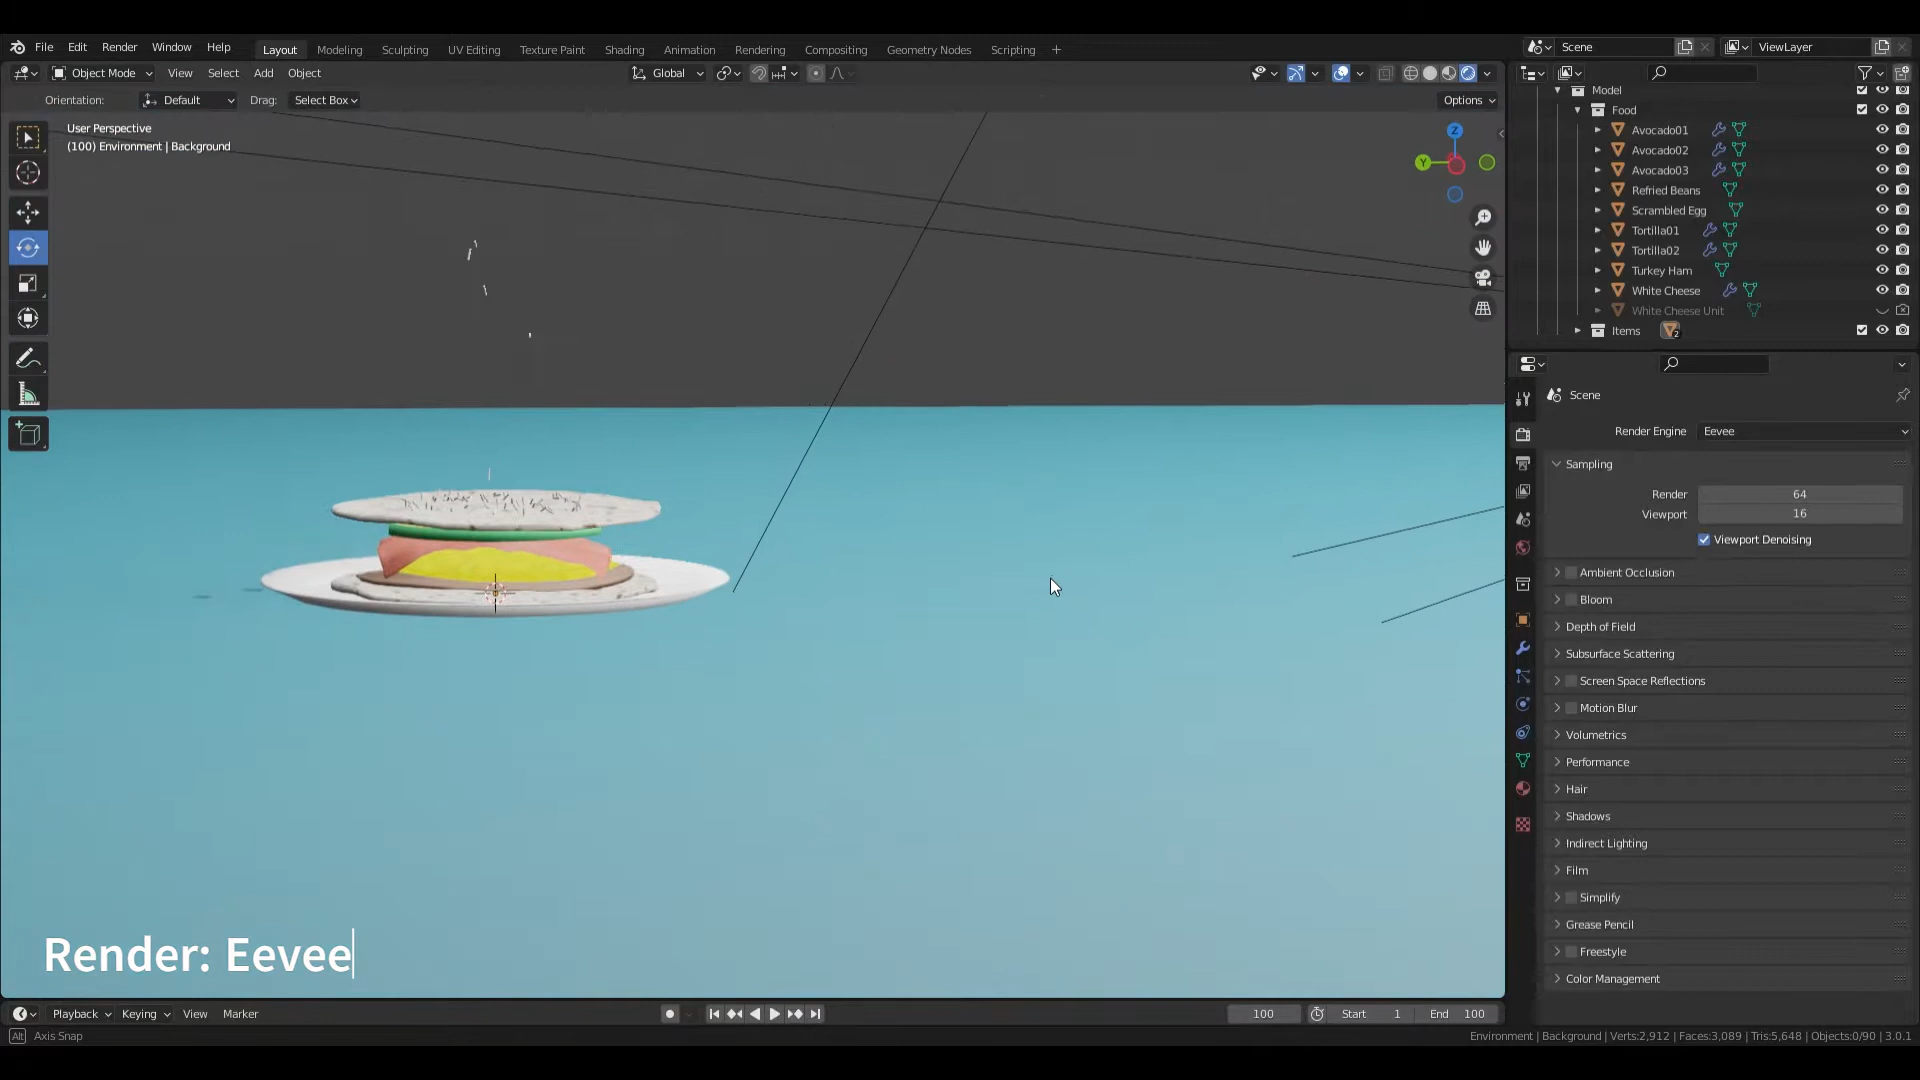 File Edit Render Window Help Layout Modeling Sculpting UV Editing Texture Paint Shading Animation Rendering Compositing Geometry Nodes Scripting + Scene ViewLayer
Object Mode View Select Add Object Global
Orientation: Default Drag: Select Box Options
User Perspective
(100) Environment | Background
Z
Y
Model
Food
Avocado01
Avocado02
Avocado03
Refried Beans
Scrambled Egg
Tortilla01
Tortilla02
Turkey Ham
White Cheese
White Cheese Unit
Items 2
Scene
Render Engine Eevee
Sampling
Render 64
Viewport 16
Viewport Denoising
Ambient Occlusion
Bloom
Depth of Field
Subsurface Scattering
Screen Space Reflections
Motion Blur
Volumetrics
Performance
Hair
Shadows
Indirect Lighting
Film
Simplify
Grease Pencil
Freestyle
Color Management
Render: Eevee
Playback Keying View Marker 100 Start 1 End 100
Alt Axis Snap Environment | Background | Verts:2,912 | Faces:3,089 | Tris:5,648 | Objects:0/90 | 3.0.1